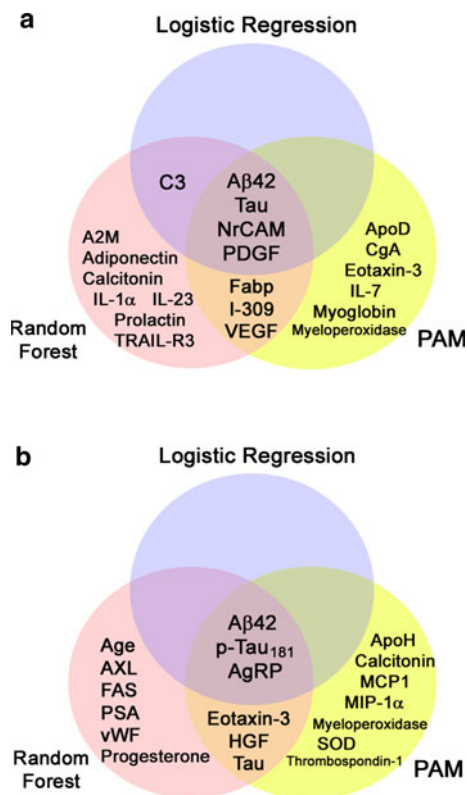 a
Logistic Regression
C3
Aβ42
Tau
NrCAM
PDGF
A2M
Adiponectin
Calcitonin
IL-1α IL-23
Prolactin
TRAIL-R3
Fabp
I-309
VEGF
ApoD
CgA
Eotaxin-3
IL-7
Myoglobin
Myeloperoxidase
Random
Forest
PAM
b
Logistic Regression
Aβ42
p-Tau181
AgRP
Age
AXL
FAS
PSA
vWF
Progesterone
Eotaxin-3
HGF
Tau
ApoH
Calcitonin
MCP1
MIP-1α
Myeloperoxidase
SOD
Thrombospondin-1
Random
Forest
PAM